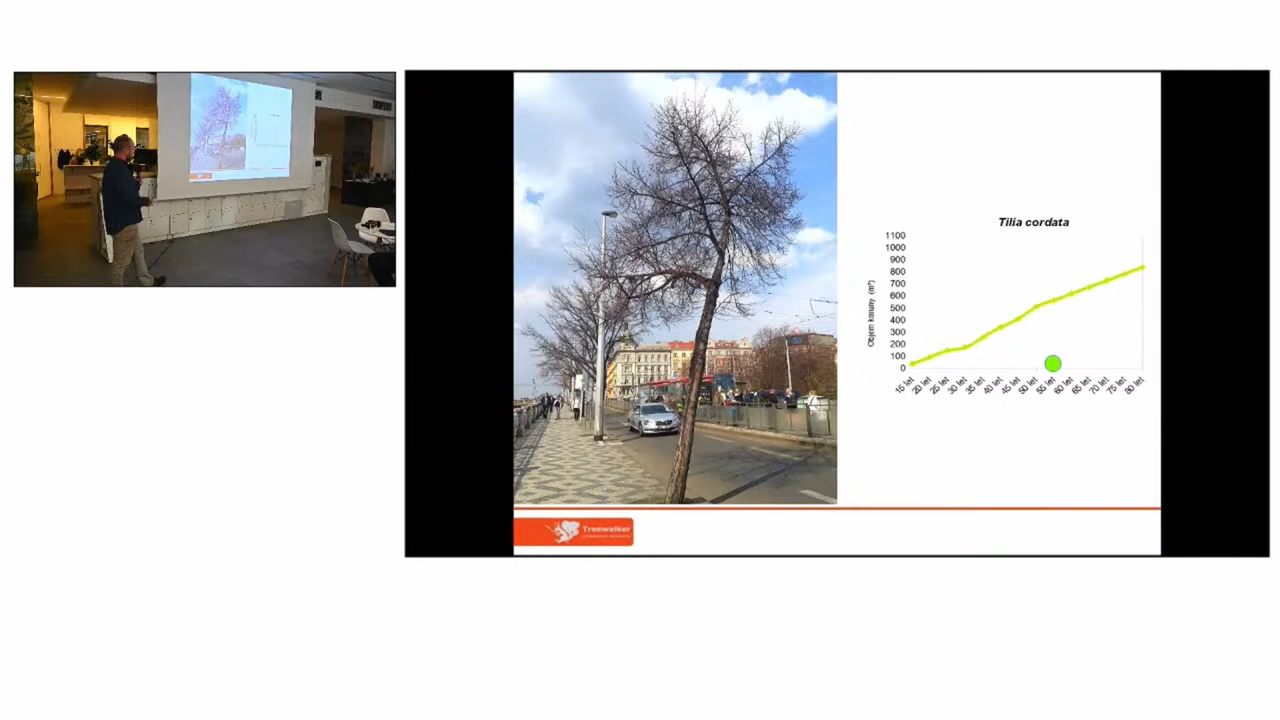 Tilia cordata
Objem koruny (m³)
1100
1000
900
800
700
600
500
400
300
200
100
0
15 let
20 let
25 let
30 let
35 let
40 let
45 let
50 let
55 let
60 let
65 let
70 let
75 let
80 let
Treewalker